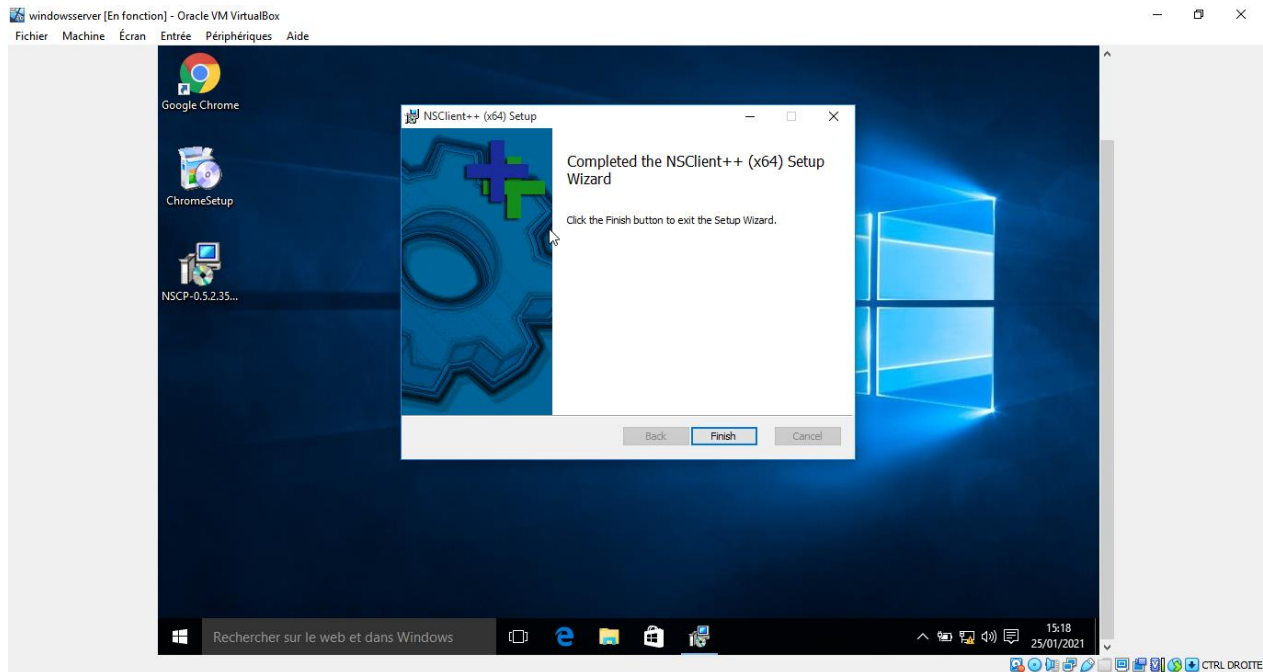 windowsserver [En fonction] - Oracle VM VirtualBox
Fichier Machine Écran Entrée Périphériques Aide
Google Chrome
ChromeSetup
NSCP-0.5.2.35...
NSClient++ (x64) Setup
Completed the NSClient++ (x64) Setup
Wizard
Click the Finish button to exit the Setup Wizard.
Back Finish Cancel
Rechercher sur le web et dans Windows
15:18
25/01/2021
CTRL DROITE